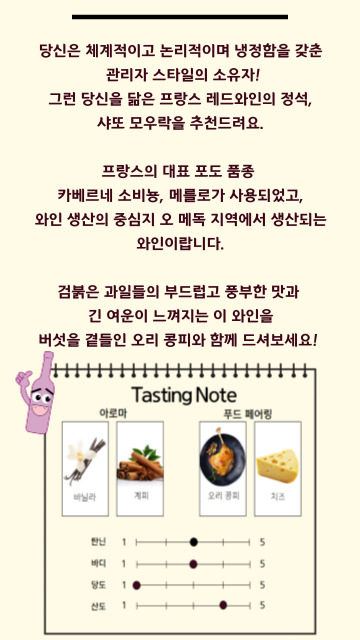 당신은 체계적이고 논리적이며 냉정함을 갖춘
관리자 스타일의 소유자!
그런 당신을 닮은 프랑스 레드와인의 정석,
샤또 모우락을 추천드려요.
프랑스의 대표 포도 품종
카베르네 소비뇽, 메를로가 사용되었고,
와인 생산의 중심지 오 메독 지역에서 생산되는
와인이랍니다.
검붉은 과일들의 부드럽고 풍부한 맛과
긴 여운이 느껴지는 이 와인을
버섯을 곁들인 오리 콩피와 함께 드셔보세요!
Tasting Note
아로마 푸드 페어링
바닐라 계피 오리 콩피 치즈
탄닌 1 5
바디 1 5
당도 1 5
산도 1 5